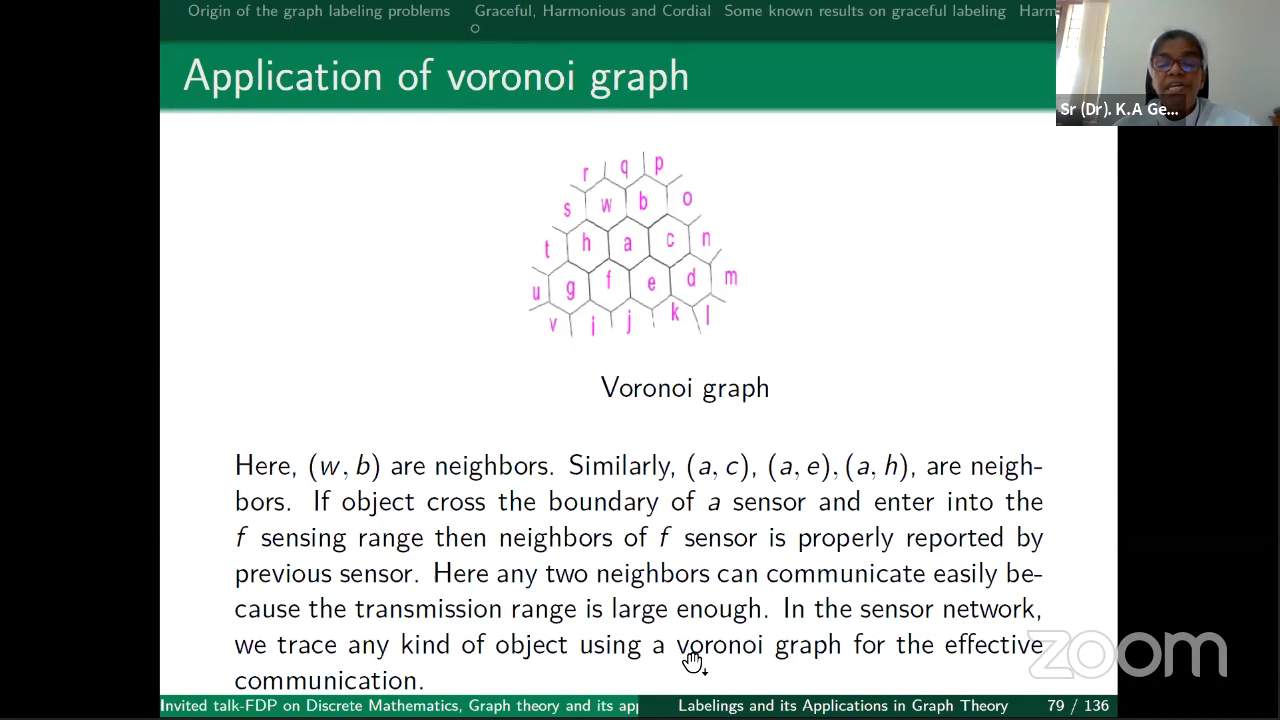 Origin of the graph labeling problems Graceful, Harmonious and Cordial Some known results on graceful labeling Harm
Application of voronoi graph
Sr (Dr). K.A Ge...
r q p
s w b o
t h a c n
u g f e d m
v i j k l
Voronoi graph
Here, (w, b) are neighbors. Similarly, (a, c), (a, e), (a, h), are neigh-
bors. If object cross the boundary of a sensor and enter into the
f sensing range then neighbors of f sensor is properly reported by
previous sensor. Here any two neighbors can communicate easily be-
cause the transmission range is large enough. In the sensor network,
we trace any kind of object using a voronoi graph for the effective
communication.
zoom
Invited talk-FDP on Discrete Mathematics, Graph theory and its app Labelings and its Applications in Graph Theory 79 / 136